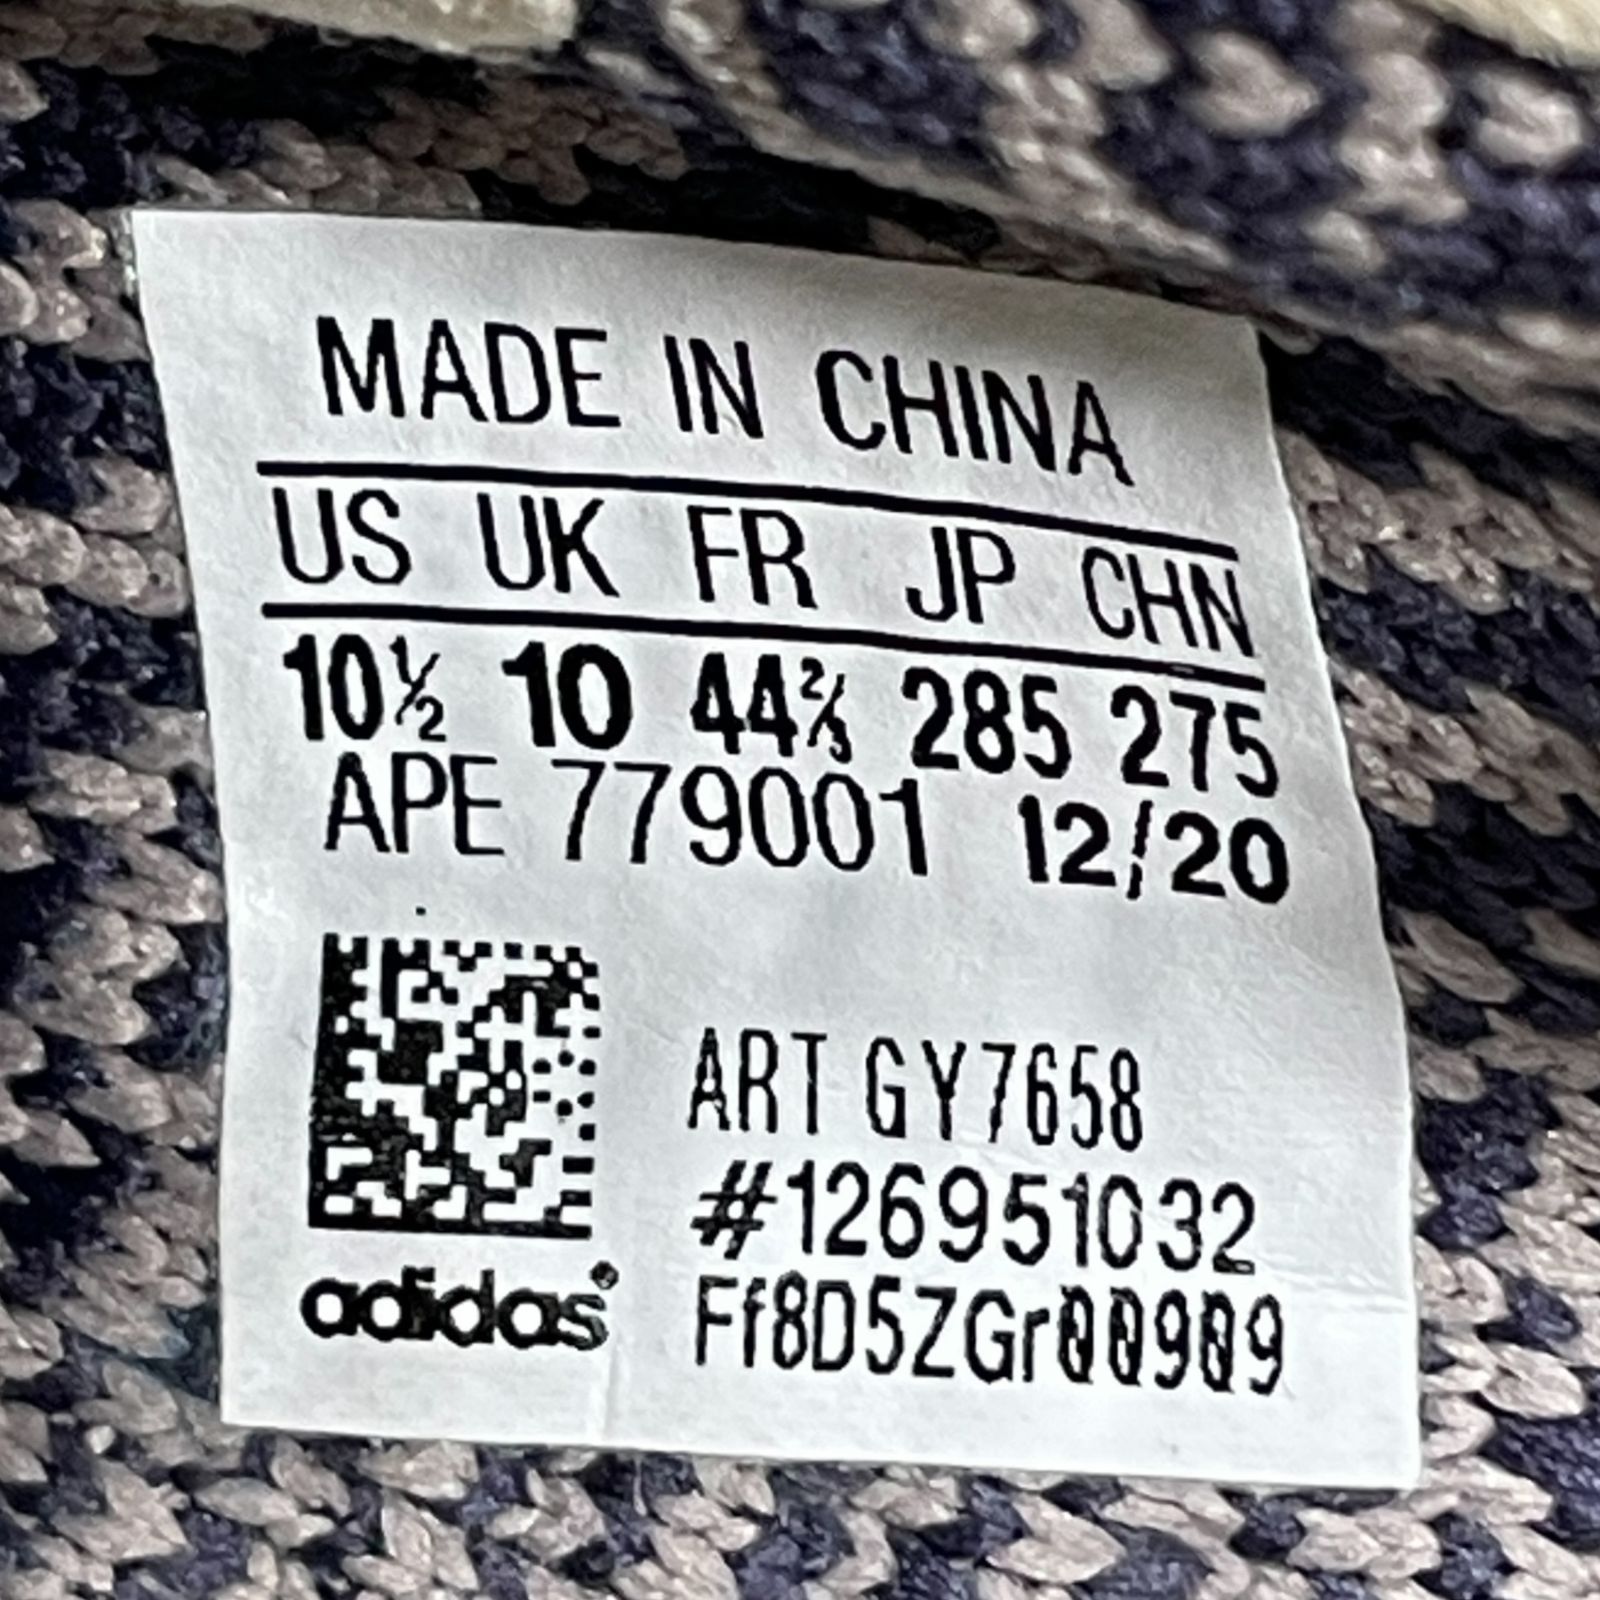 MADE IN CHINA
US UK FR JP CHN
10½ 10 44⅔ 285 275
APE 779001 12/20
ART GY7658
#126951032
Ff8D5ZGr00909
adidas®